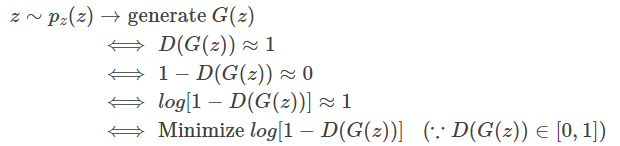 z ∼ p_z(z) → generate G(z)
⟺ D(G(z)) ≈ 1
⟺ 1 − D(G(z)) ≈ 0
⟺ log[1 − D(G(z))] ≈ 1
⟺ Minimize log[1 − D(G(z))] (∵ D(G(z)) ∈ [0, 1])